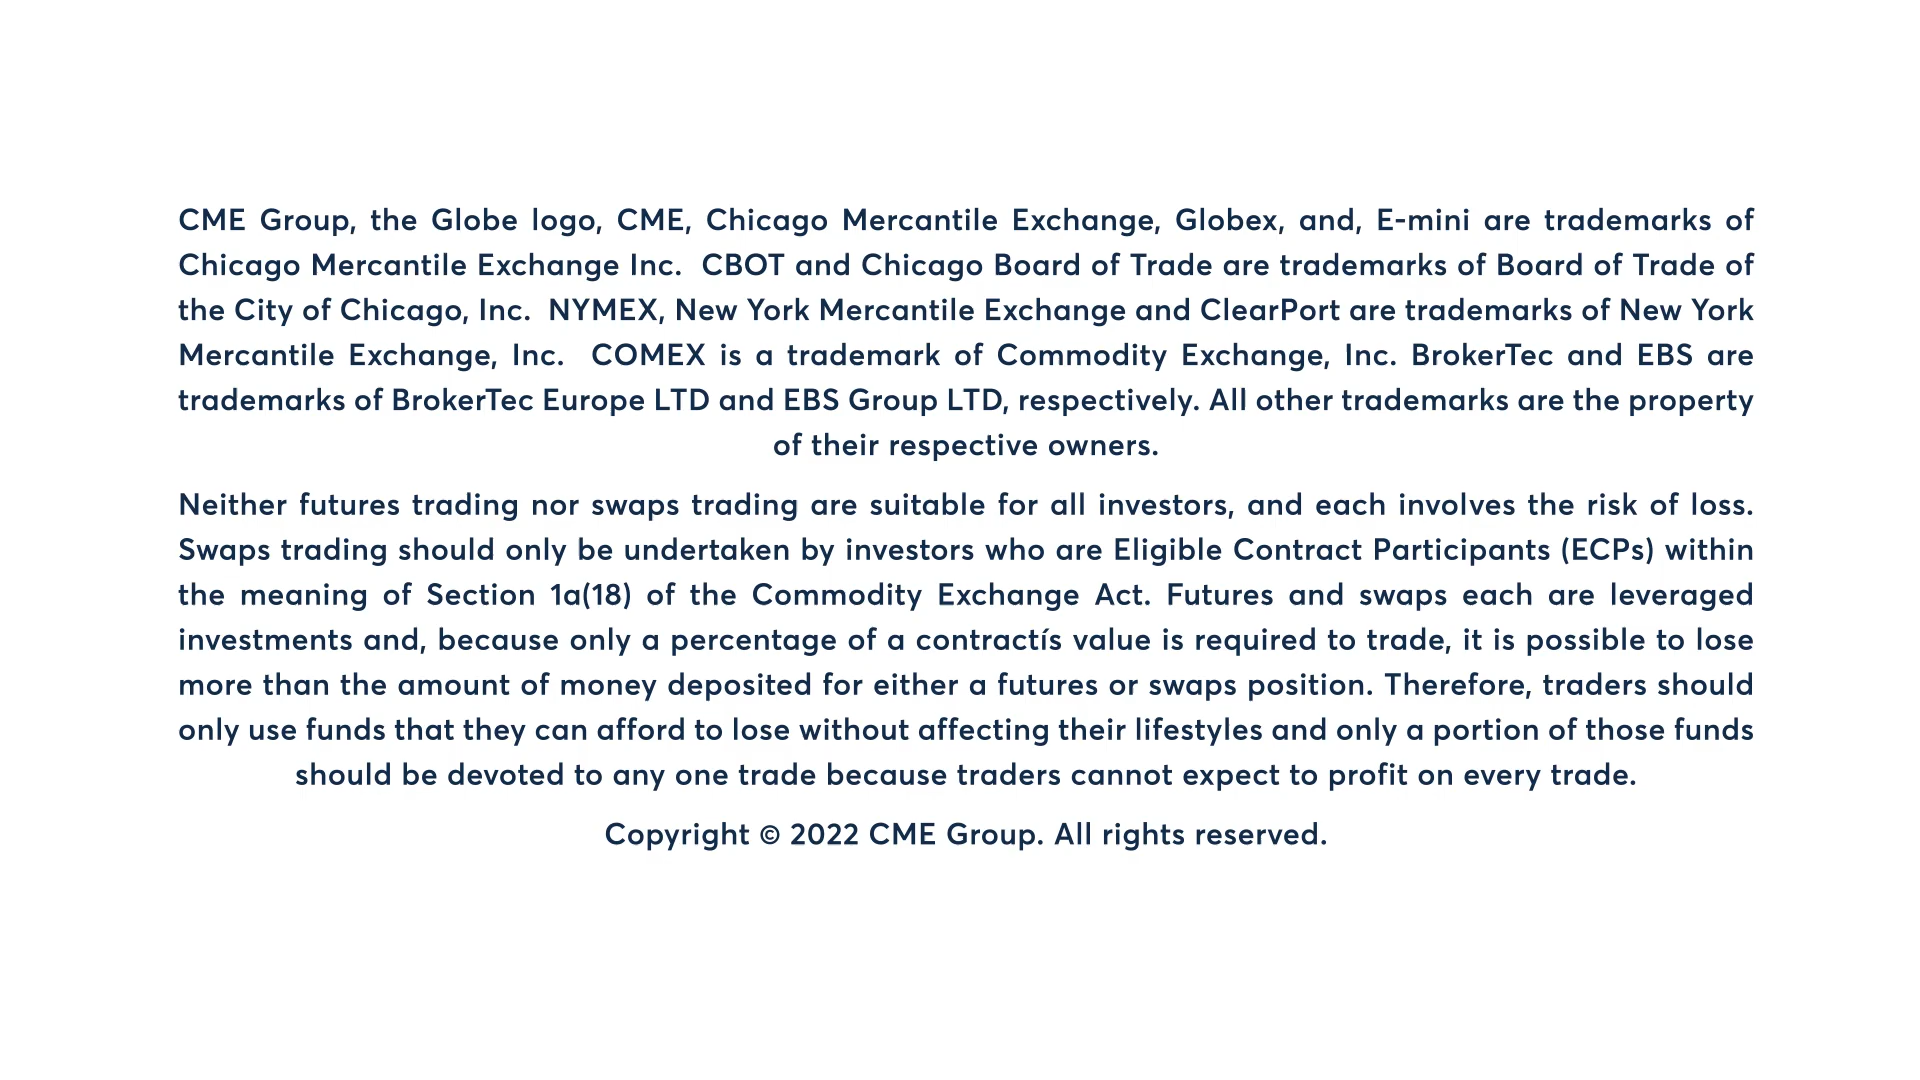 CME Group, the Globe logo, CME, Chicago Mercantile Exchange, Globex, and, E-mini are trademarks of
Chicago Mercantile Exchange Inc.  CBOT and Chicago Board of Trade are trademarks of Board of Trade of
the City of Chicago, Inc.  NYMEX, New York Mercantile Exchange and ClearPort are trademarks of New York
Mercantile Exchange, Inc.  COMEX is a trademark of Commodity Exchange, Inc. BrokerTec and EBS are
trademarks of BrokerTec Europe LTD and EBS Group LTD, respectively. All other trademarks are the property
of their respective owners.
Neither futures trading nor swaps trading are suitable for all investors, and each involves the risk of loss.
Swaps trading should only be undertaken by investors who are Eligible Contract Participants (ECPs) within
the meaning of Section 1a(18) of the Commodity Exchange Act. Futures and swaps each are leveraged
investments and, because only a percentage of a contractís value is required to trade, it is possible to lose
more than the amount of money deposited for either a futures or swaps position. Therefore, traders should
only use funds that they can afford to lose without affecting their lifestyles and only a portion of those funds
should be devoted to any one trade because traders cannot expect to profit on every trade.
Copyright © 2022 CME Group. All rights reserved.